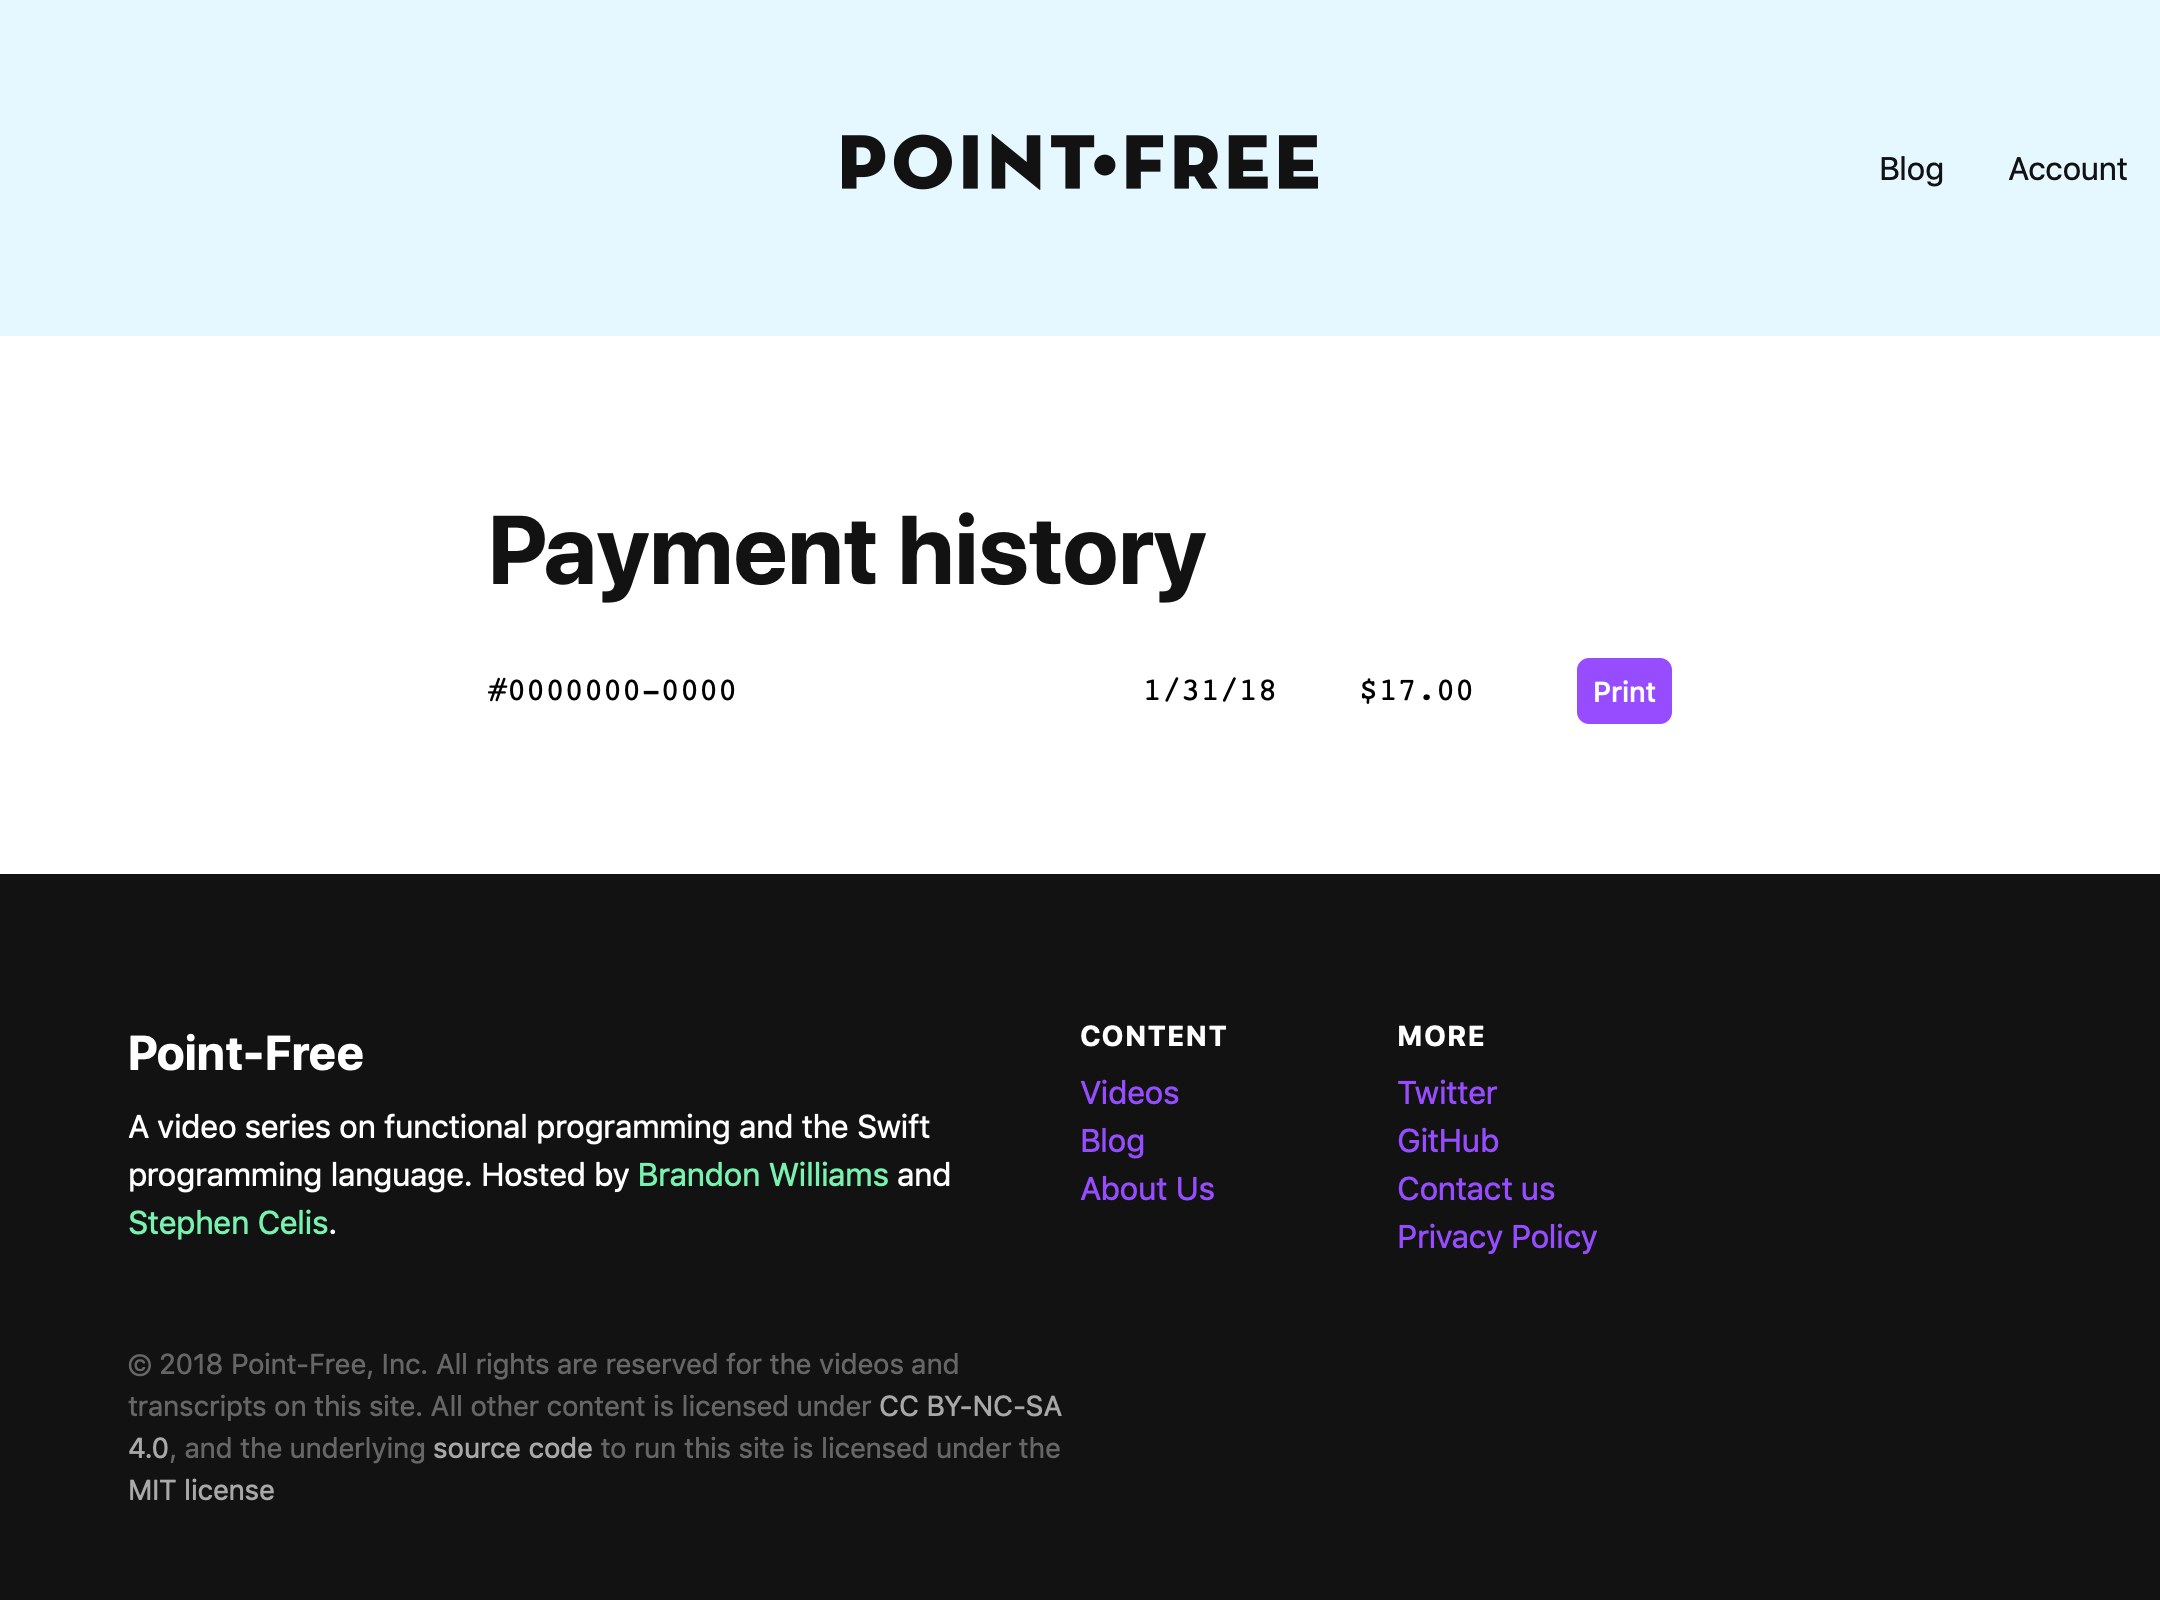 POINT•FREE
Blog
Account
Payment history
#0000000-0000 1/31/18 $17.00 Print
Point-Free
A video series on functional programming and the Swift
programming language. Hosted by Brandon Williams and
Stephen Celis.
CONTENT
Videos
Blog
About Us
MORE
Twitter
GitHub
Contact us
Privacy Policy
© 2018 Point-Free, Inc. All rights are reserved for the videos and
transcripts on this site. All other content is licensed under CC BY-NC-SA
4.0, and the underlying source code to run this site is licensed under the
MIT license